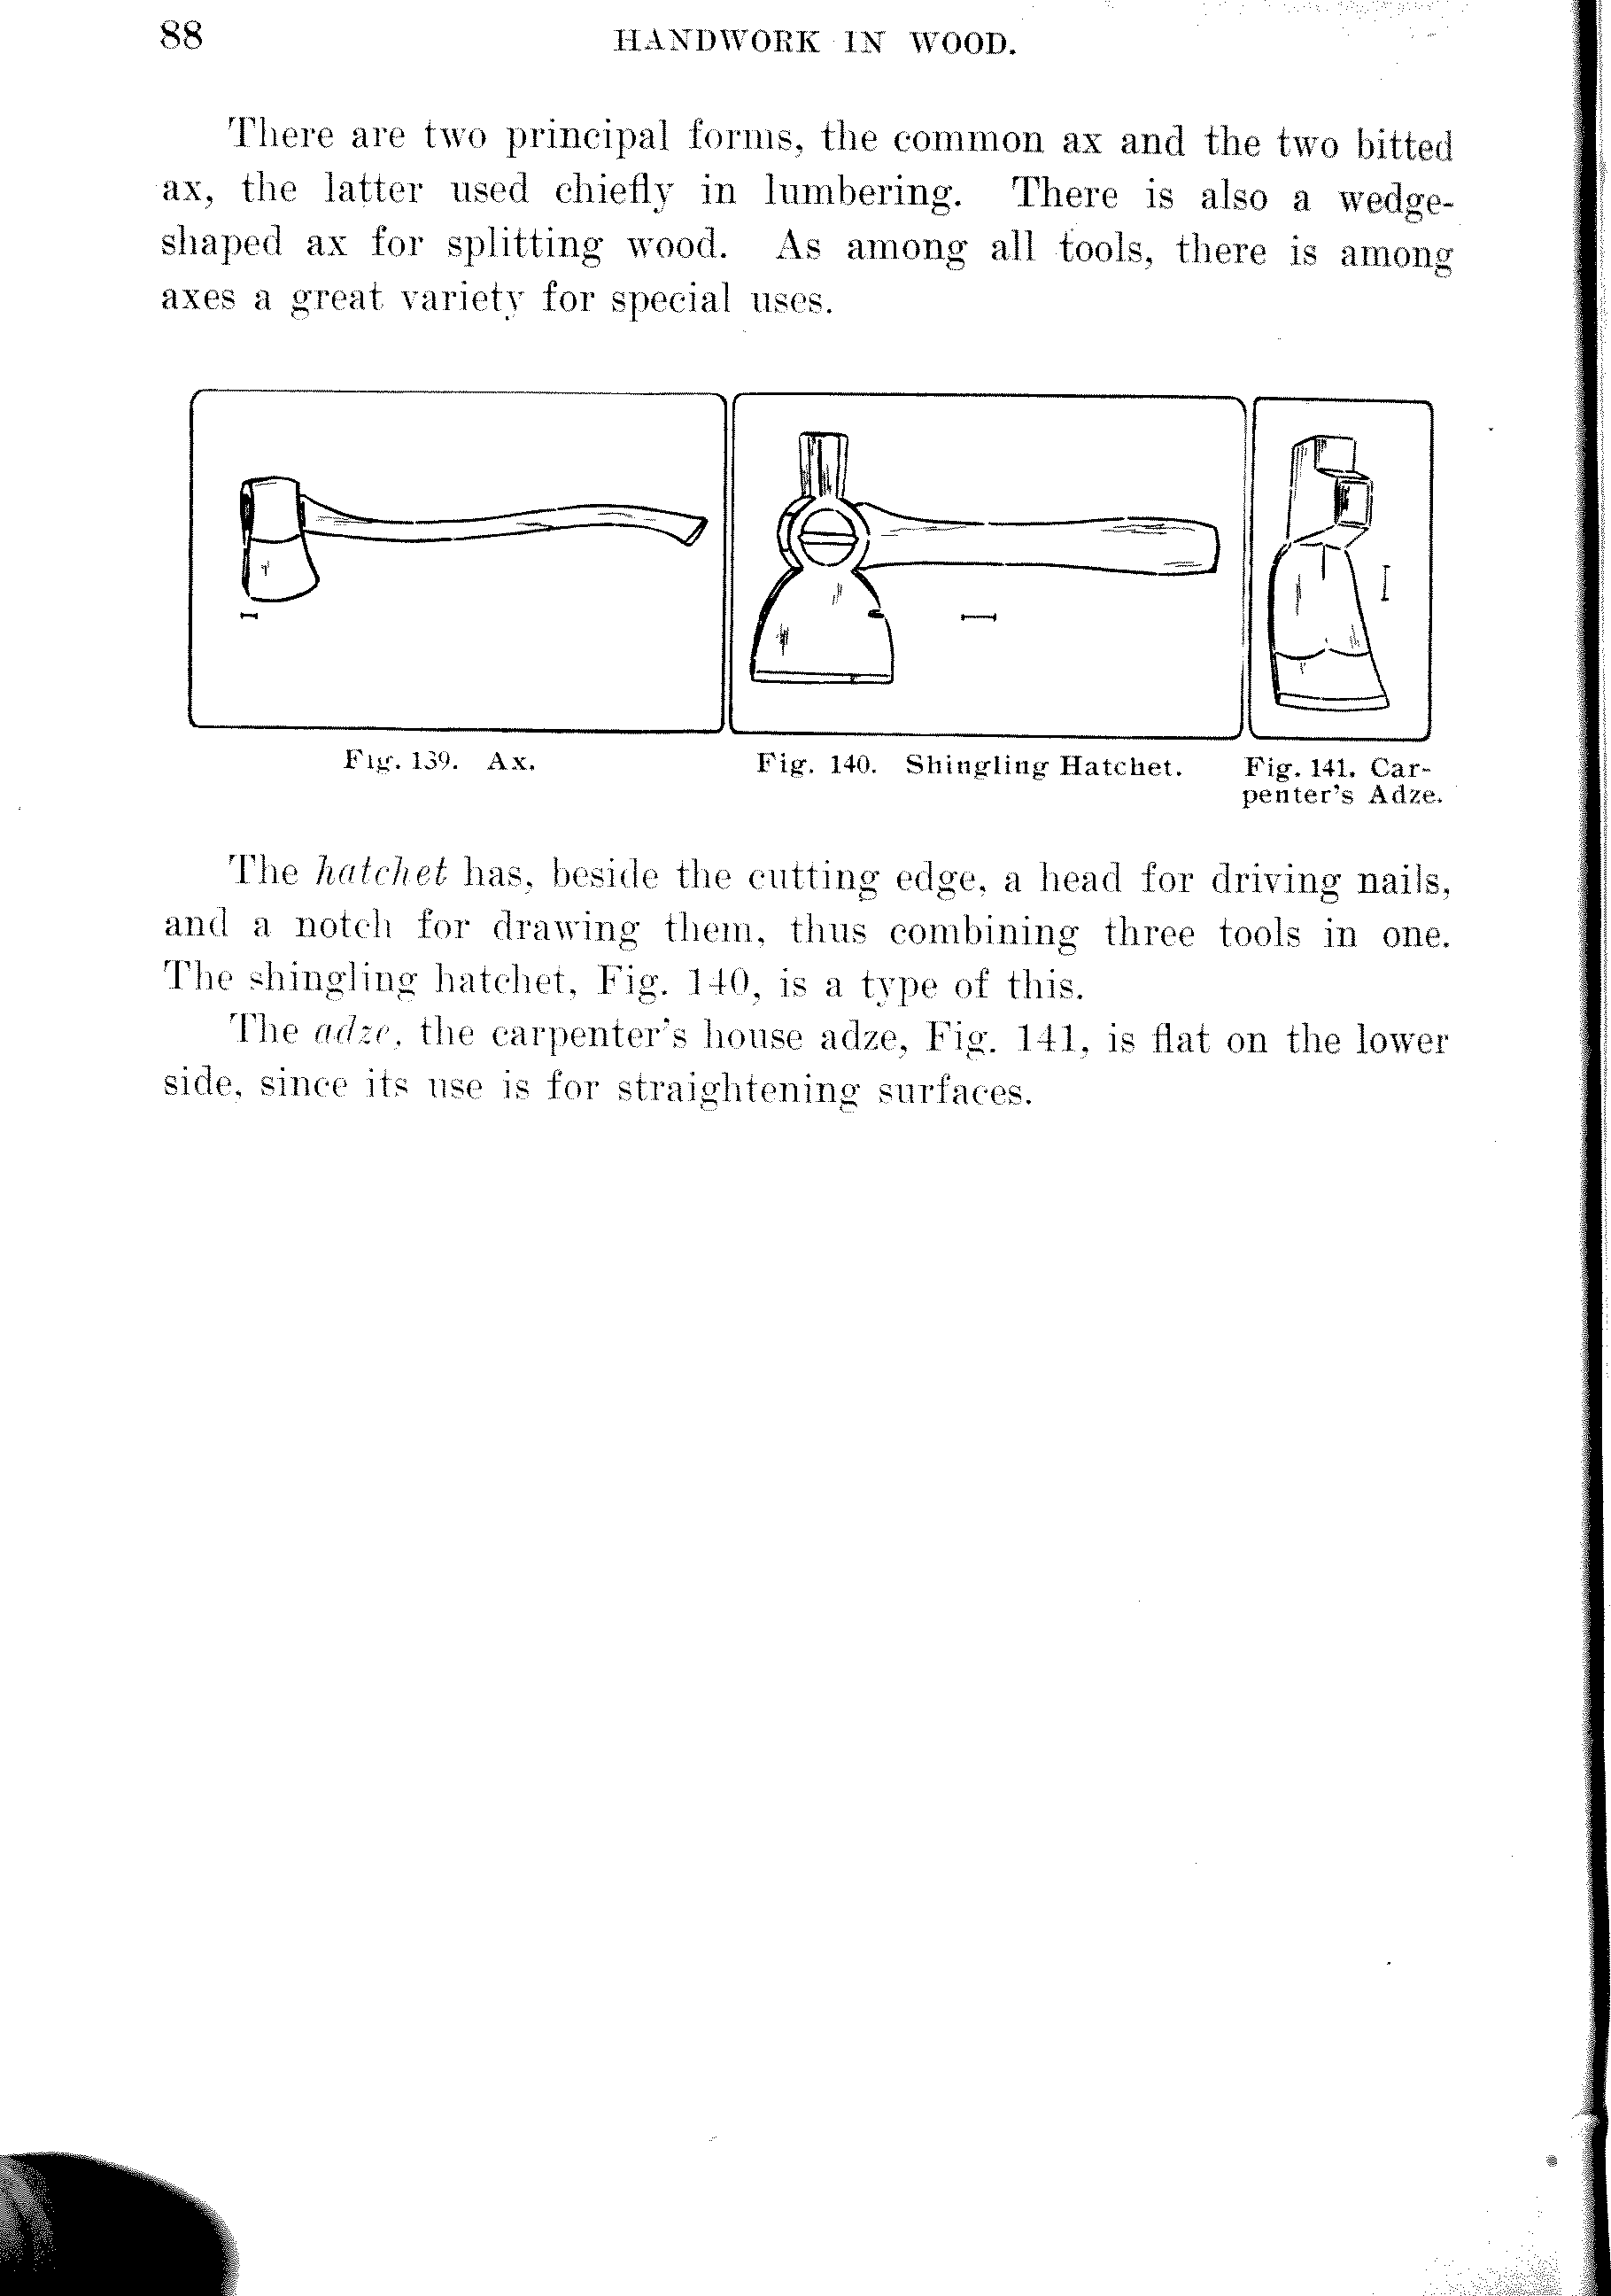 88
HANDWORK IN WOOD.
There are two principal forms, the common ax and the two bitted
ax, the latter used chiefly in lumbering. There is also a wedge-
shaped ax for splitting wood. As among all tools, there is among
axes a great variety for special uses.
Fig. 139. Ax.
Fig. 140. Shingling Hatchet.
Fig. 141. Car-
penter's Adze.
The hatchet has, beside the cutting edge, a head for driving nails,
and a notch for drawing them, thus combining three tools in one.
The shingling hatchet, Fig. 140, is a type of this.
The adze, the carpenter's house adze, Fig. 141, is flat on the lower
side, since its use is for straightening surfaces.